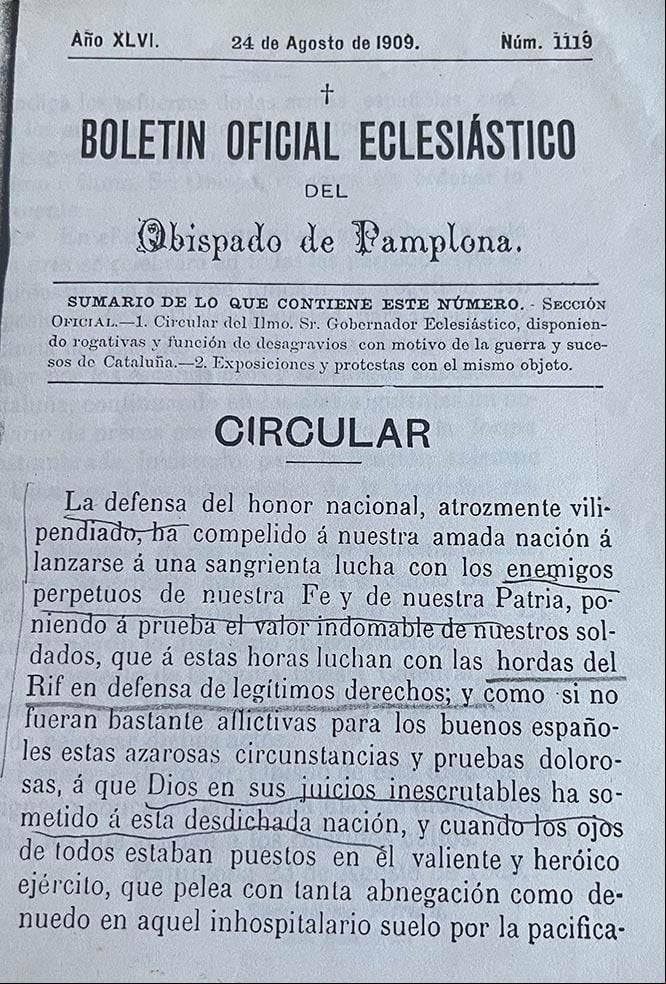 Año XLVI. 24 de Agosto de 1909. Núm. 1119
BOLETIN OFICIAL ECLESIÁSTICO
DEL
Obispado de Pamplona.
SUMARIO DE LO QUE CONTIENE ESTE NÚMERO. - SECCIÓN
OFICIAL.—1. Circular del Ilmo. Sr. Gobernador Eclesiástico, disponien-
do rogativas y función de desagravios con motivo de la guerra y suce-
sos de Cataluña.—2. Exposiciones y protestas con el mismo objeto.
CIRCULAR
La defensa del honor nacional, atrozmente vili-
pendiado, ha compelido á nuestra amada nación á
lanzarse á una sangrienta lucha con los enemigos
perpetuos de nuestra Fe y de nuestra Patria, po-
niendo á prueba el valor indomable de nuestros sol-
dados, que á estas horas luchan con las hordas del
Rif en defensa de legítimos derechos; y como si no
fueran bastante aflictivas para los buenos españo-
les estas azarosas circunstancias y pruebas doloro-
sas, á que Dios en sus juicios inescrutables ha so-
metido á esta desdichada nación, y cuando los ojos
de todos estaban puestos en el valiente y heróico
ejército, que pelea con tanta abnegación como de-
nuedo en aquel inhospitalario suelo por la pacifica-